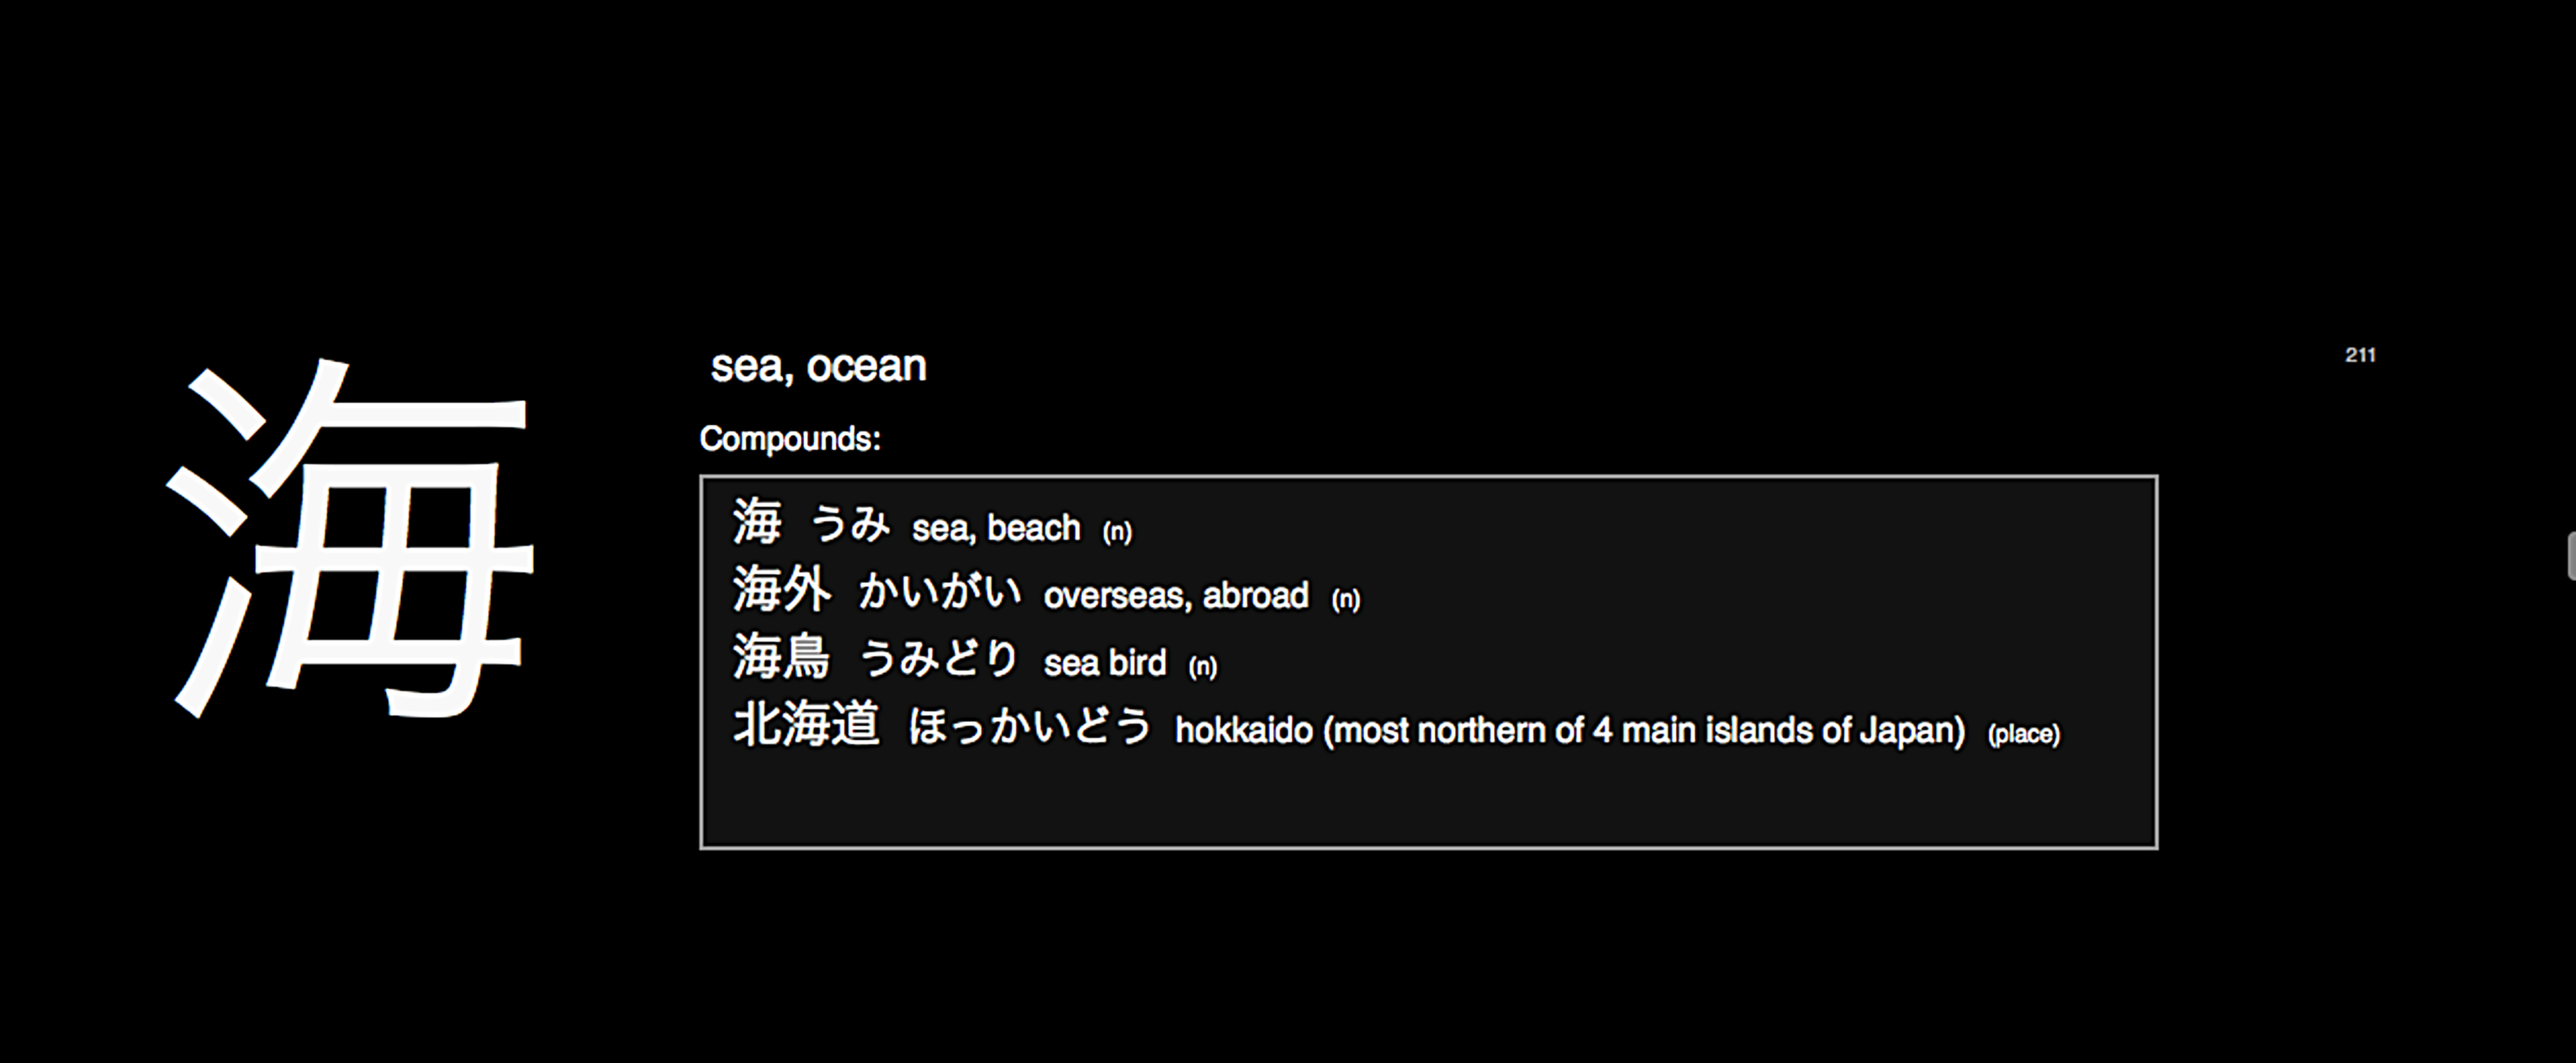 海
sea, ocean
211
Compounds:
海 うみ sea, beach (n)
海外 かいがい overseas, abroad (n)
海鳥 うみどり sea bird (n)
北海道 ほっかいどう hokkaido (most northern of 4 main islands of Japan) (place)